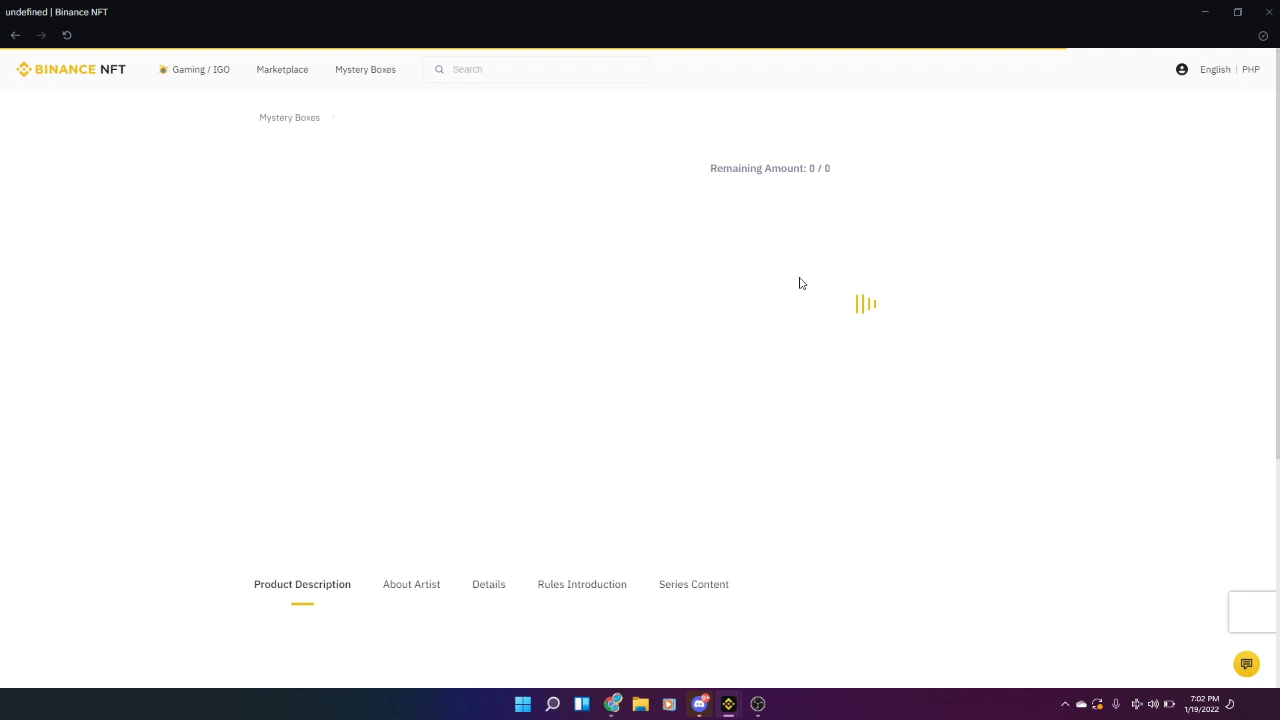 undefined | Binance NFT
BINANCE NFT
Gaming / IGO
Marketplace
Mystery Boxes
Search
English | PHP
Mystery Boxes
Remaining Amount: 0 / 0
Product Description
About Artist
Details
Rules Introduction
Series Content
7:02 PM
1/19/2022